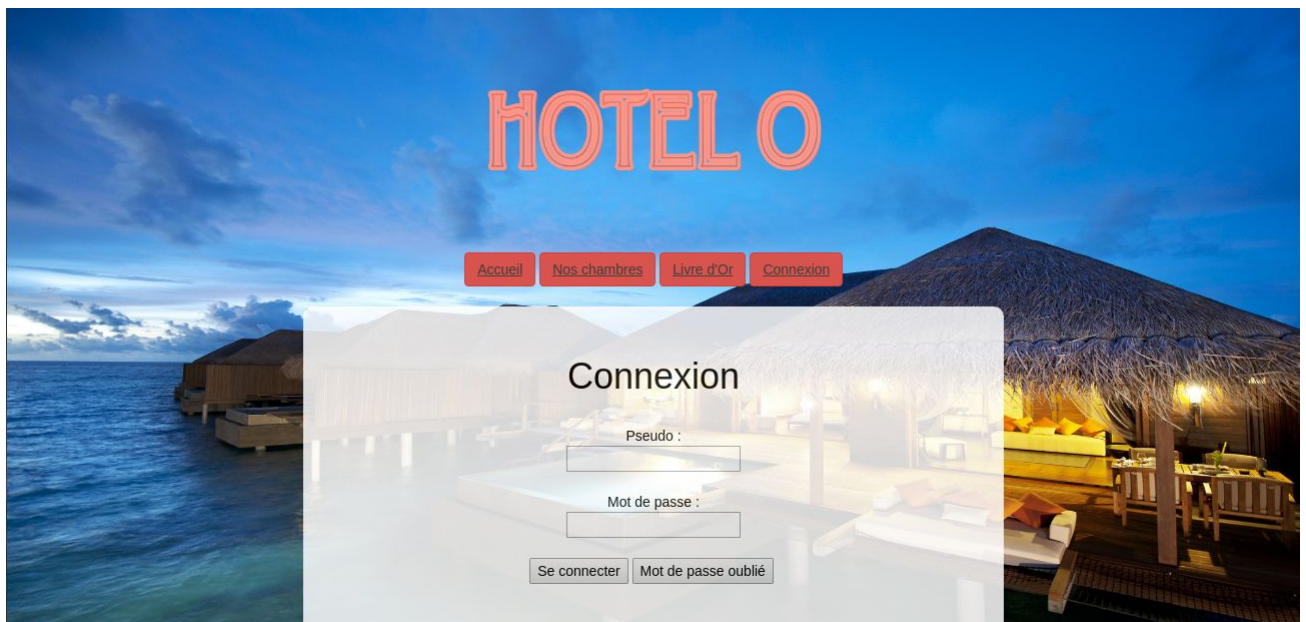 HOTEL O
Accueil Nos chambres Livre d'Or Connexion
Connexion
Pseudo :
Mot de passe :
Se connecter Mot de passe oublié